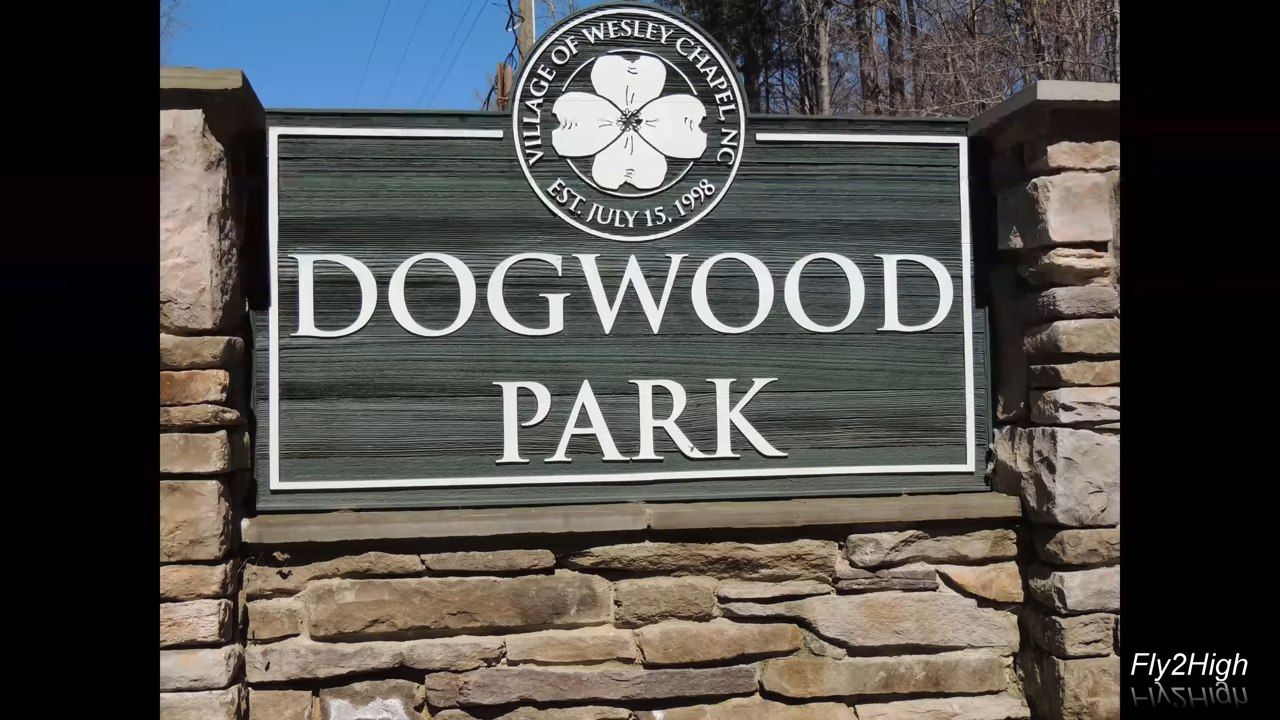 VILLAGE OF WESLEY CHAPEL, NC
EST. JULY 15, 1998
DOGWOOD
PARK
Fly2High